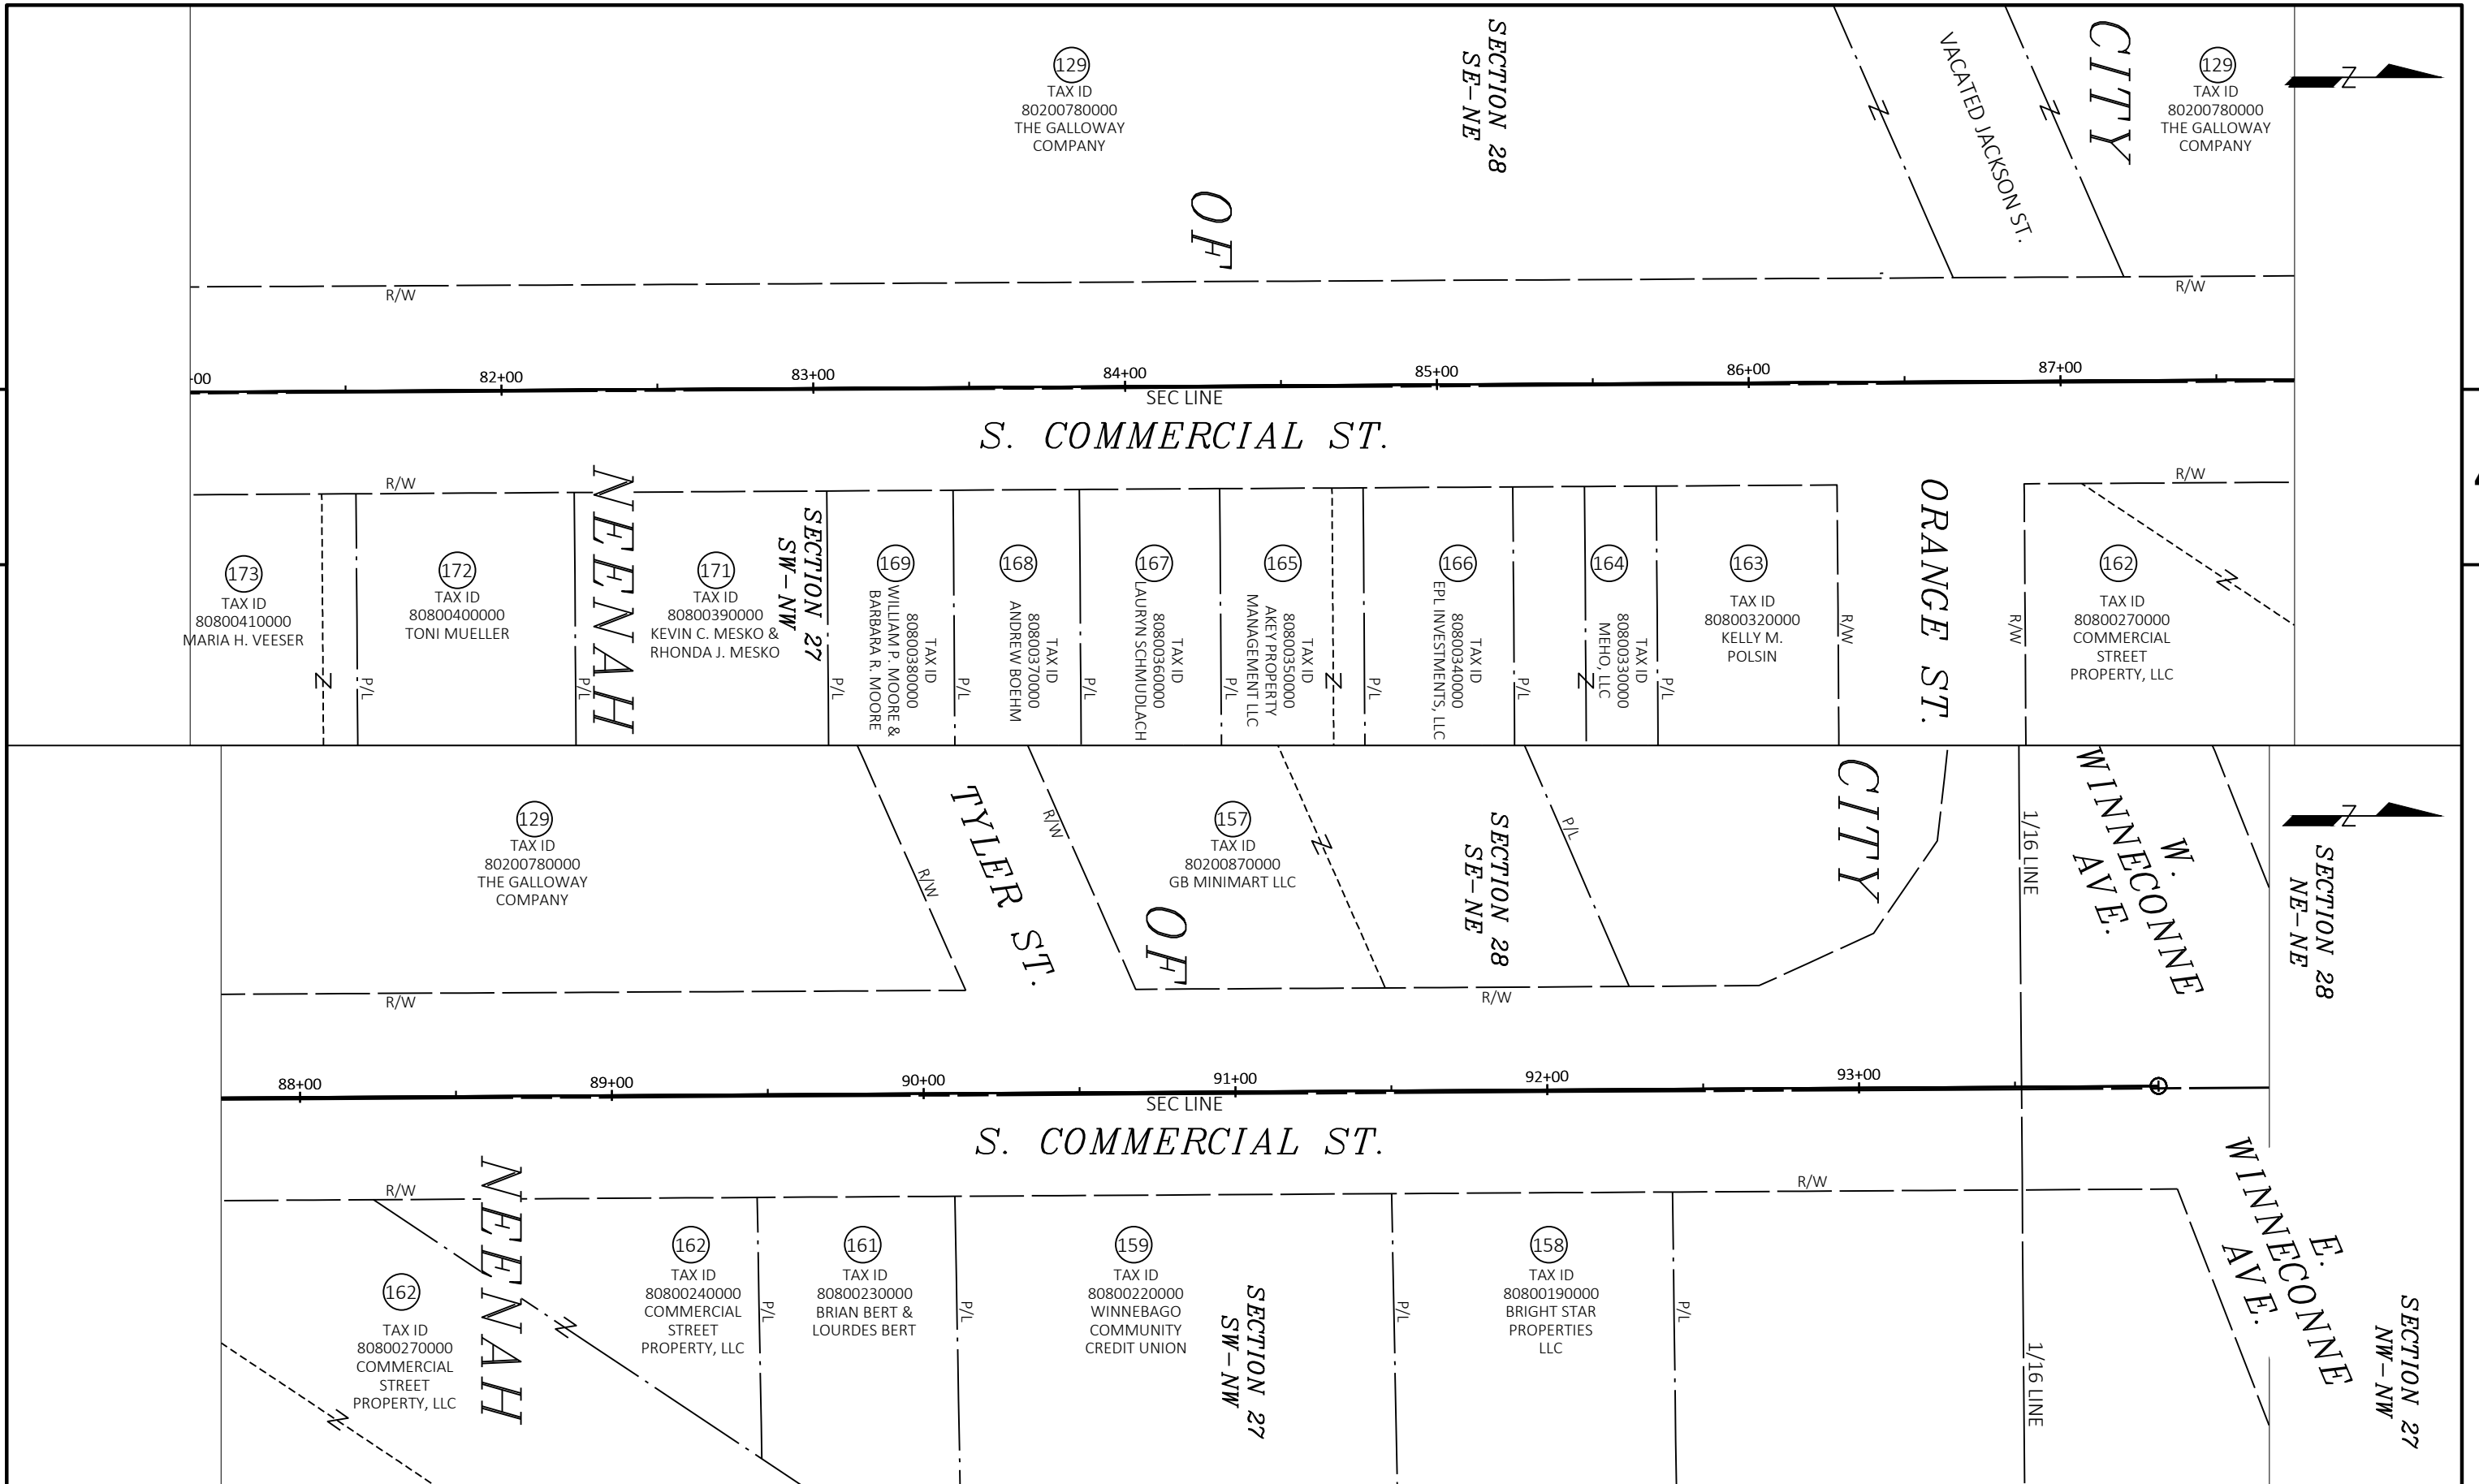 129
TAX ID
80200780000
THE GALLOWAY
COMPANY
SECTION 28
SE-NE
VACATED JACKSON ST.
CITY
129
TAX ID
80200780000
THE GALLOWAY
COMPANY
Z
OF
R/W
R/W
-00
82+00
83+00
84+00
85+00
86+00
87+00
SEC LINE
S. COMMERCIAL ST.
R/W
R/W
NEENAH
173
TAX ID
80800410000
MARIA H. VEESER
P/L
172
TAX ID
80800400000
TONI MUELLER
P/L
171
TAX ID
80800390000
KEVIN C. MESKO &
RHONDA J. MESKO
SECTION 27
SW-NW
P/L
169
TAX ID
80800380000
WILLIAM P. MOORE &
BARBARA R. MOORE
P/L
168
TAX ID
80800370000
ANDREW BOEHM
P/L
167
TAX ID
80800360000
LAURYN SCHMUDLACH
P/L
165
TAX ID
80800350000
AKEY PROPERTY
MANAGEMENT LLC
P/L
166
TAX ID
80800340000
EPL INVESTMENTS, LLC
P/L
164
TAX ID
80800330000
MEHO, LLC
P/L
163
TAX ID
80800320000
KELLY M.
POLSIN
R/W
ORANGE ST.
R/W
162
TAX ID
80800270000
COMMERCIAL
STREET
PROPERTY, LLC
129
TAX ID
80200780000
THE GALLOWAY
COMPANY
R/W
TYLER ST.
R/W
157
TAX ID
80200870000
GB MINIMART LLC
OF
SECTION 28
SE-NE
P/L
CITY
1/16 LINE
W.
WINNECONNE
AVE.
Z
SECTION 28
NE-NE
R/W
R/W
88+00
89+00
90+00
91+00
92+00
93+00
SEC LINE
S. COMMERCIAL ST.
R/W
R/W
NEENAH
162
TAX ID
80800270000
COMMERCIAL
STREET
PROPERTY, LLC
162
TAX ID
80800240000
COMMERCIAL
STREET
PROPERTY, LLC
P/L
161
TAX ID
80800230000
BRIAN BERT &
LOURDES BERT
P/L
159
TAX ID
80800220000
WINNEBAGO
COMMUNITY
CREDIT UNION
SECTION 27
SW-NW
P/L
158
TAX ID
80800190000
BRIGHT STAR
PROPERTIES
LLC
P/L
1/16 LINE
E.
WINNECONNE
AVE.
SECTION 27
NW-NW